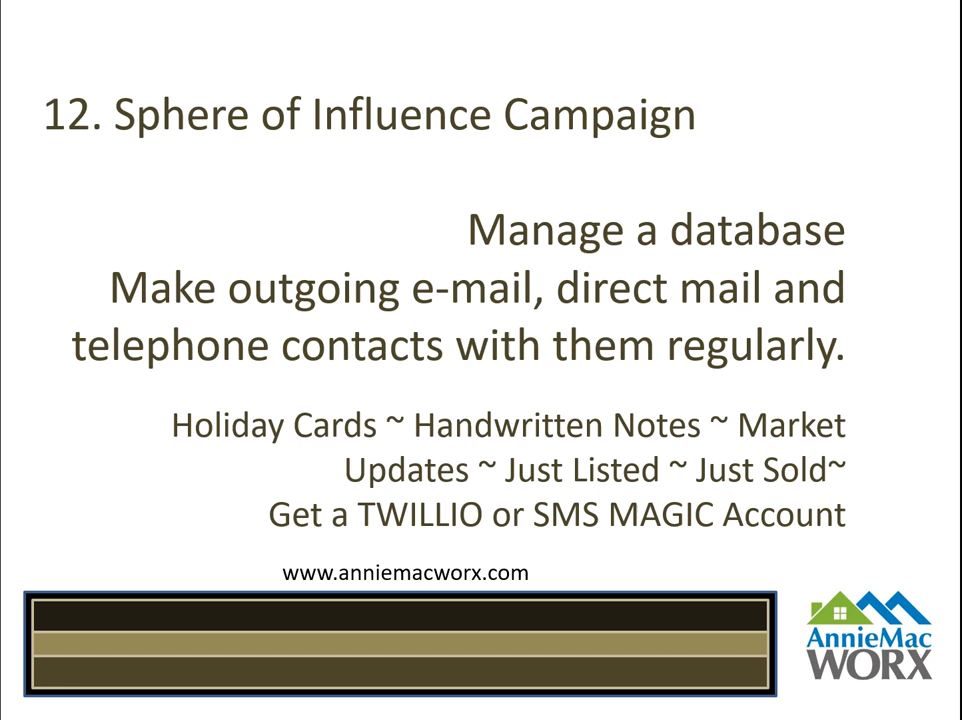 12. Sphere of Influence Campaign
Manage a database
Make outgoing e-mail, direct mail and
telephone contacts with them regularly.
Holiday Cards ~ Handwritten Notes ~ Market
Updates ~ Just Listed ~ Just Sold~
Get a TWILLIO or SMS MAGIC Account
www.anniemacworx.com
AnnieMac
WORX